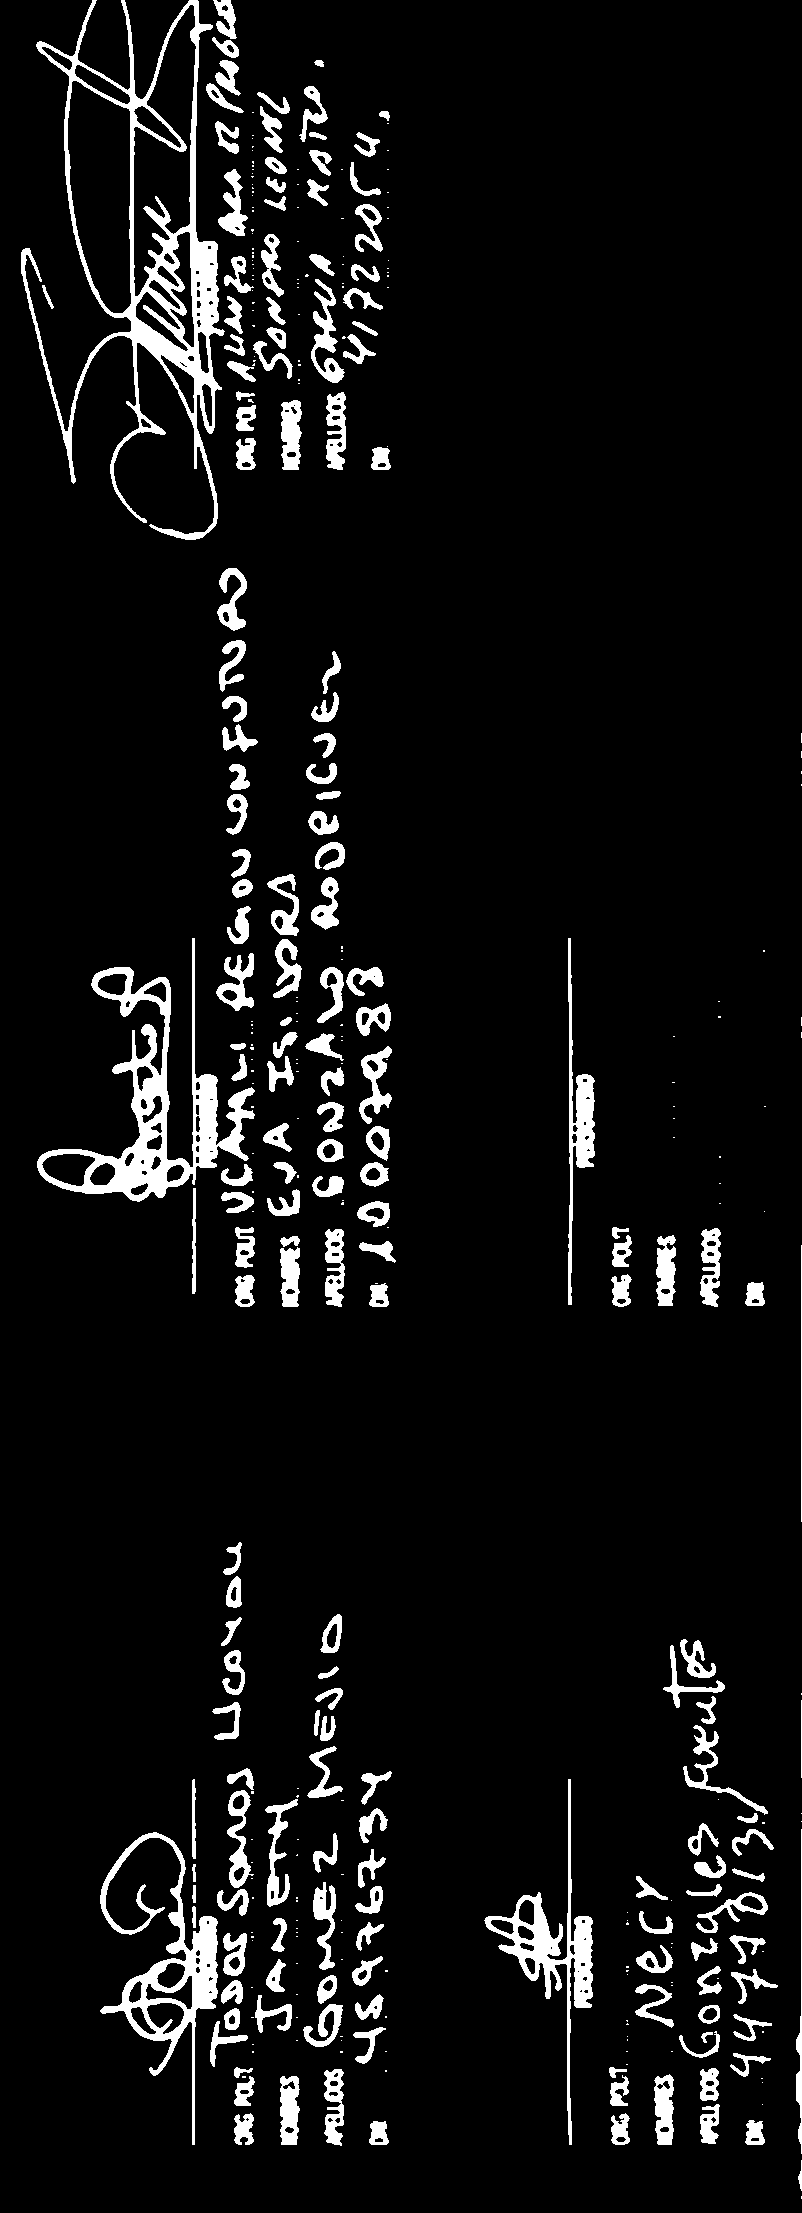 PERSONERO
ORG. POLIT. TODOS SOMOS UCAYALI
NOMBRES JANETH
APELLIDOS GOMEZ MEJIA
DNI 45976734
PERSONERO
ORG. POLIT. UCAYALI REGION CON FUTURO
NOMBRES EVA ISIDORA
APELLIDOS GONZALO RODRIGUEZ
DNI 10007983
PERSONERO
ORG. POLIT. ALIANZA PARA EL PROGRESO
NOMBRES SANDRO LEONEL
APELLIDOS GARCIA MATEO.
DNI 41722054.
PERSONERO
ORG. POLIT.
NOMBRES NECY
APELLIDOS Gonzales Fuentes
DNI
PERSONERO
ORG. POLIT.
NOMBRES
APELLIDOS
DNI